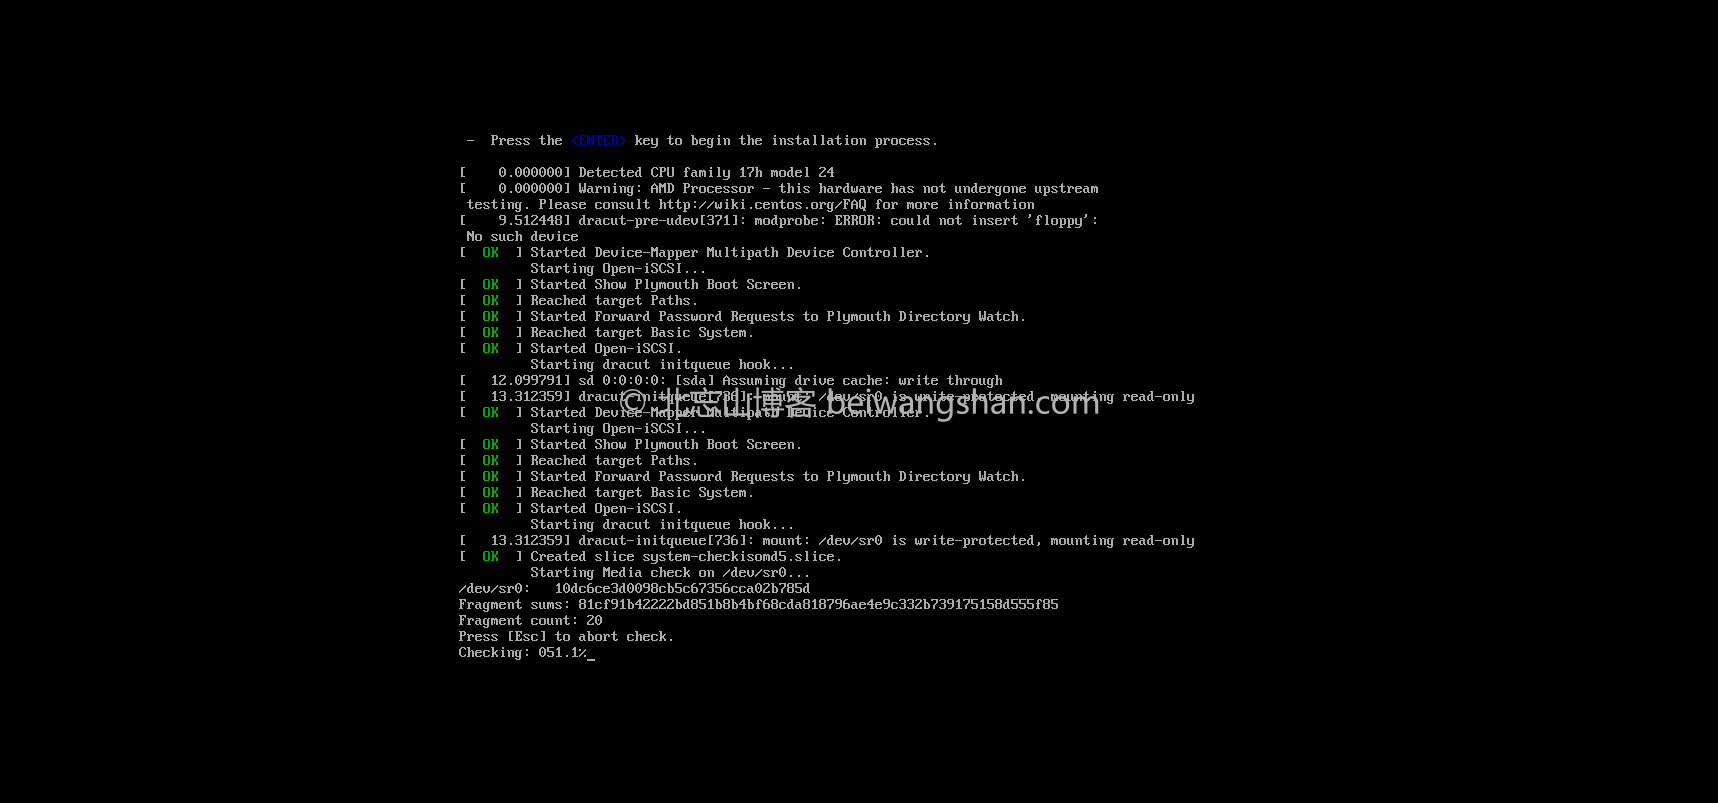 -  Press the <ENTER> key to begin the installation process.
[    0.000000] Detected CPU family 17h model 24
[    0.000000] Warning: AMD Processor - this hardware has not undergone upstream
testing. Please consult http://wiki.centos.org/FAQ for more information
[    9.512448] dracut-pre-udev[371]: modprobe: ERROR: could not insert 'floppy':
No such device
[  OK  ] Started Device-Mapper Multipath Device Controller.
Starting Open-iSCSI...
[  OK  ] Started Show Plymouth Boot Screen.
[  OK  ] Reached target Paths.
[  OK  ] Started Forward Password Requests to Plymouth Directory Watch.
[  OK  ] Reached target Basic System.
[  OK  ] Started Open-iSCSI.
Starting dracut initqueue hook...
[   12.099791] sd 0:0:0:0: [sda] Assuming drive cache: write through
[   13.312359] dracut-initqueue[736]: mount: /dev/sr0 is write-protected, mounting read-only
© 北忘山博客 beiwangshan.com
[  OK  ] Started Device-Mapper Multipath Device Controller.
Starting Open-iSCSI...
[  OK  ] Started Show Plymouth Boot Screen.
[  OK  ] Reached target Paths.
[  OK  ] Started Forward Password Requests to Plymouth Directory Watch.
[  OK  ] Reached target Basic System.
[  OK  ] Started Open-iSCSI.
Starting dracut initqueue hook...
[   13.312359] dracut-initqueue[736]: mount: /dev/sr0 is write-protected, mounting read-only
[  OK  ] Created slice system-checkisomd5.slice.
Starting Media check on /dev/sr0...
/dev/sr0:   10dc6ce3d0098cb5c67356cca02b785d
Fragment sums: 81cf91b42222bd851b8b4bf68cda818796ae4e9c332b739175158d555f85
Fragment count: 20
Press [Esc] to abort check.
Checking: 051.1%_